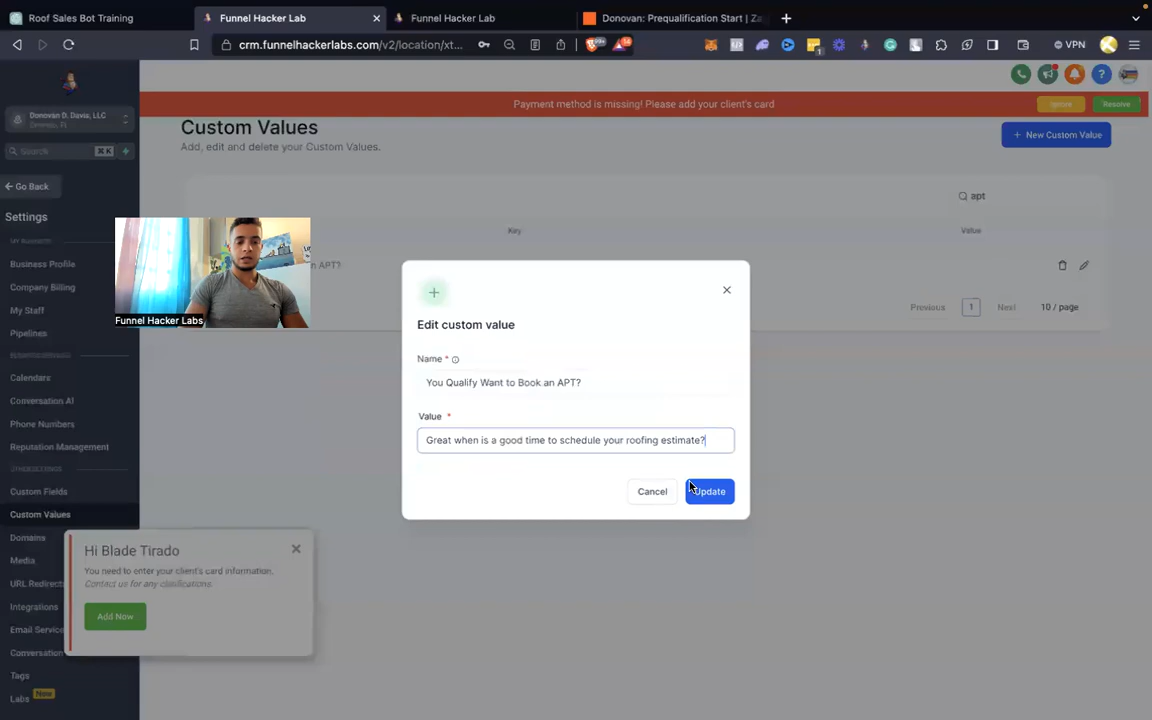 Roof Sales Bot Training
Funnel Hacker Lab
Funnel Hacker Lab
Donovan: Prequalification Start | Za
crm.funnelhackerlabs.com/v2/location/xt...
VPN
Payment method is missing! Please add your client's card
Ignore
Resolve
Donovan D. Davis, LLC
Search
⌘ K
Custom Values
Add, edit and delete your Custom Values.
+ New Custom Value
Go Back
Settings
apt
Key
Value
Business Profile
Company Billing
My Staff
Pipelines
n APT?
Previous
1
Next
10 / page
Funnel Hacker Labs
Calendars
Conversation AI
Phone Numbers
Reputation Management
Custom Fields
Custom Values
Domains
Media
URL Redirects
Integrations
Email Service
Conversat
Tags
Labs
New
Edit custom value
Name *
You Qualify Want to Book an APT?
Value *
Great when is a good time to schedule your roofing estimate?
Cancel
Update
Hi Blade Tirado
You need to enter your client's card information.
Contact us for any clarifications.
Add Now